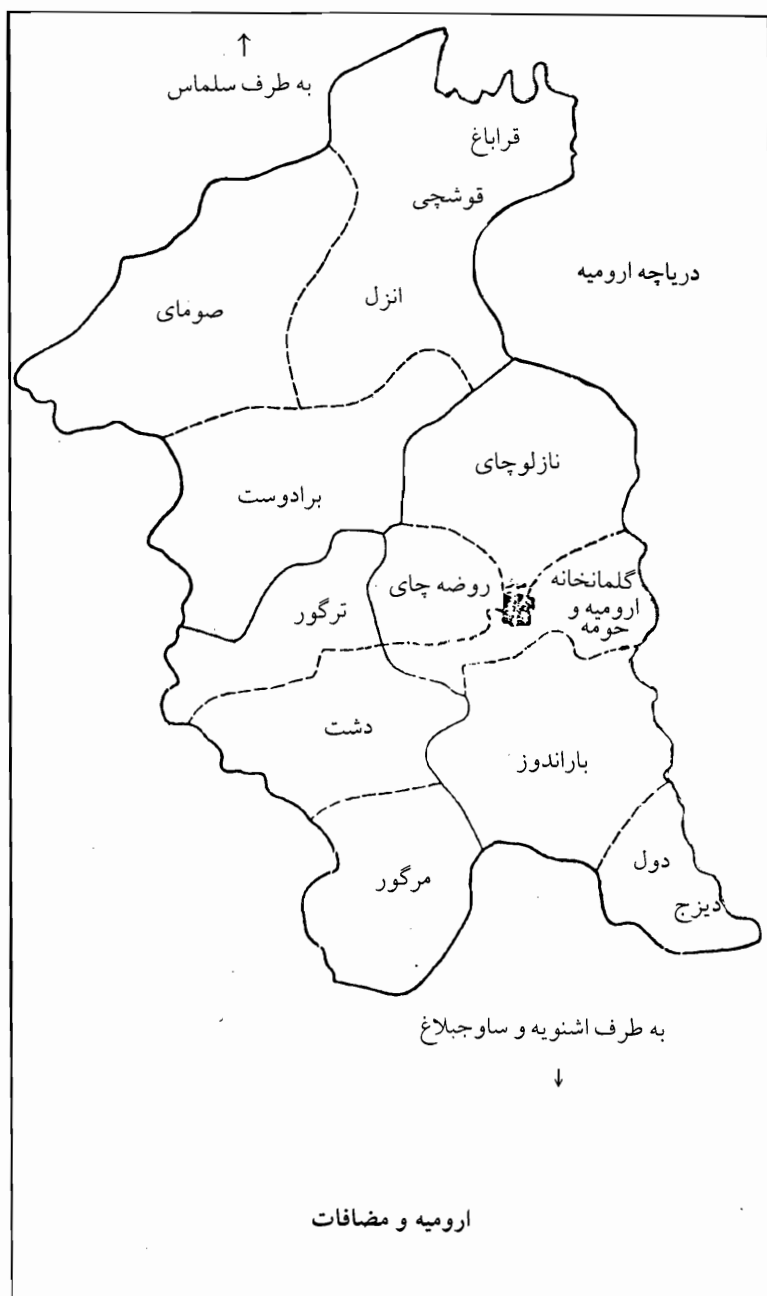 ↑
به طرف سلماس
قراباغ
قوشچی
دریاچه ارومیه
انزل
صومای
نازلوچای
برادوست
گلمانخانه
ارومیه و
حومه
روضه چای
ترگور
دشت
باراندوز
دول
دیزج
مرگور
به طرف اشنویه و ساوجبلاغ
↓
ارومیه و مضافات